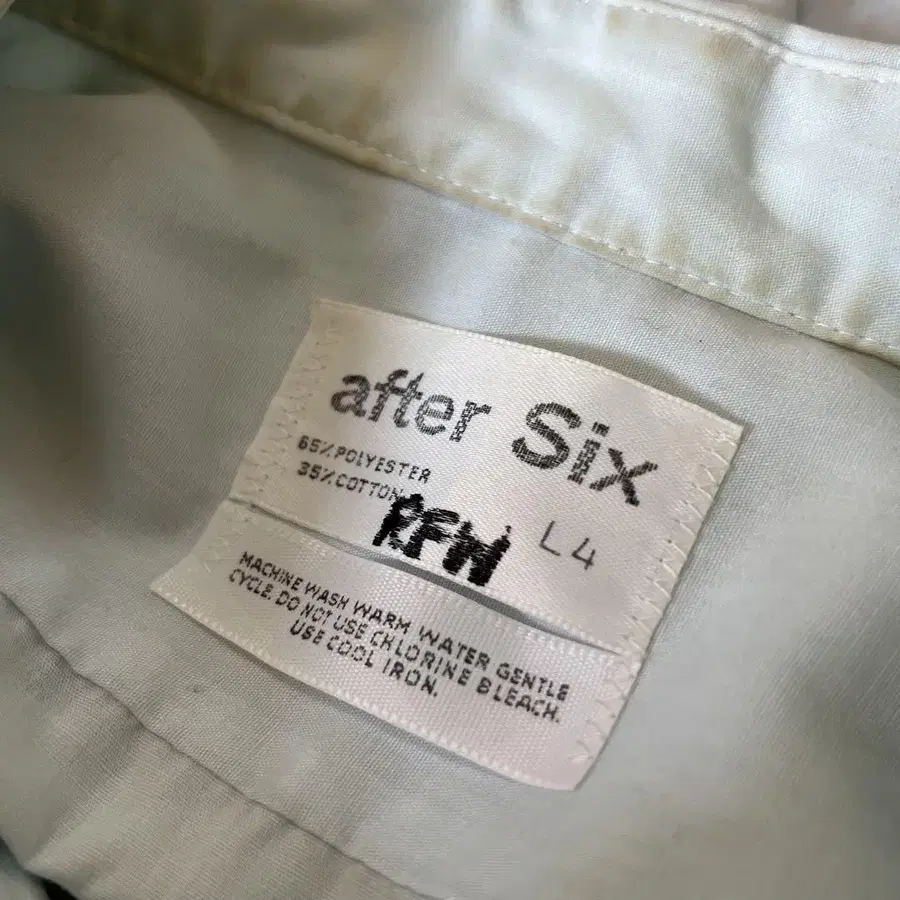 after Six
65% POLYESTER
35% COTTON
RFW L4
MACHINE WASH WARM WATER GENTLE
CYCLE. DO NOT USE CHLORINE BLEACH.
USE COOL IRON.